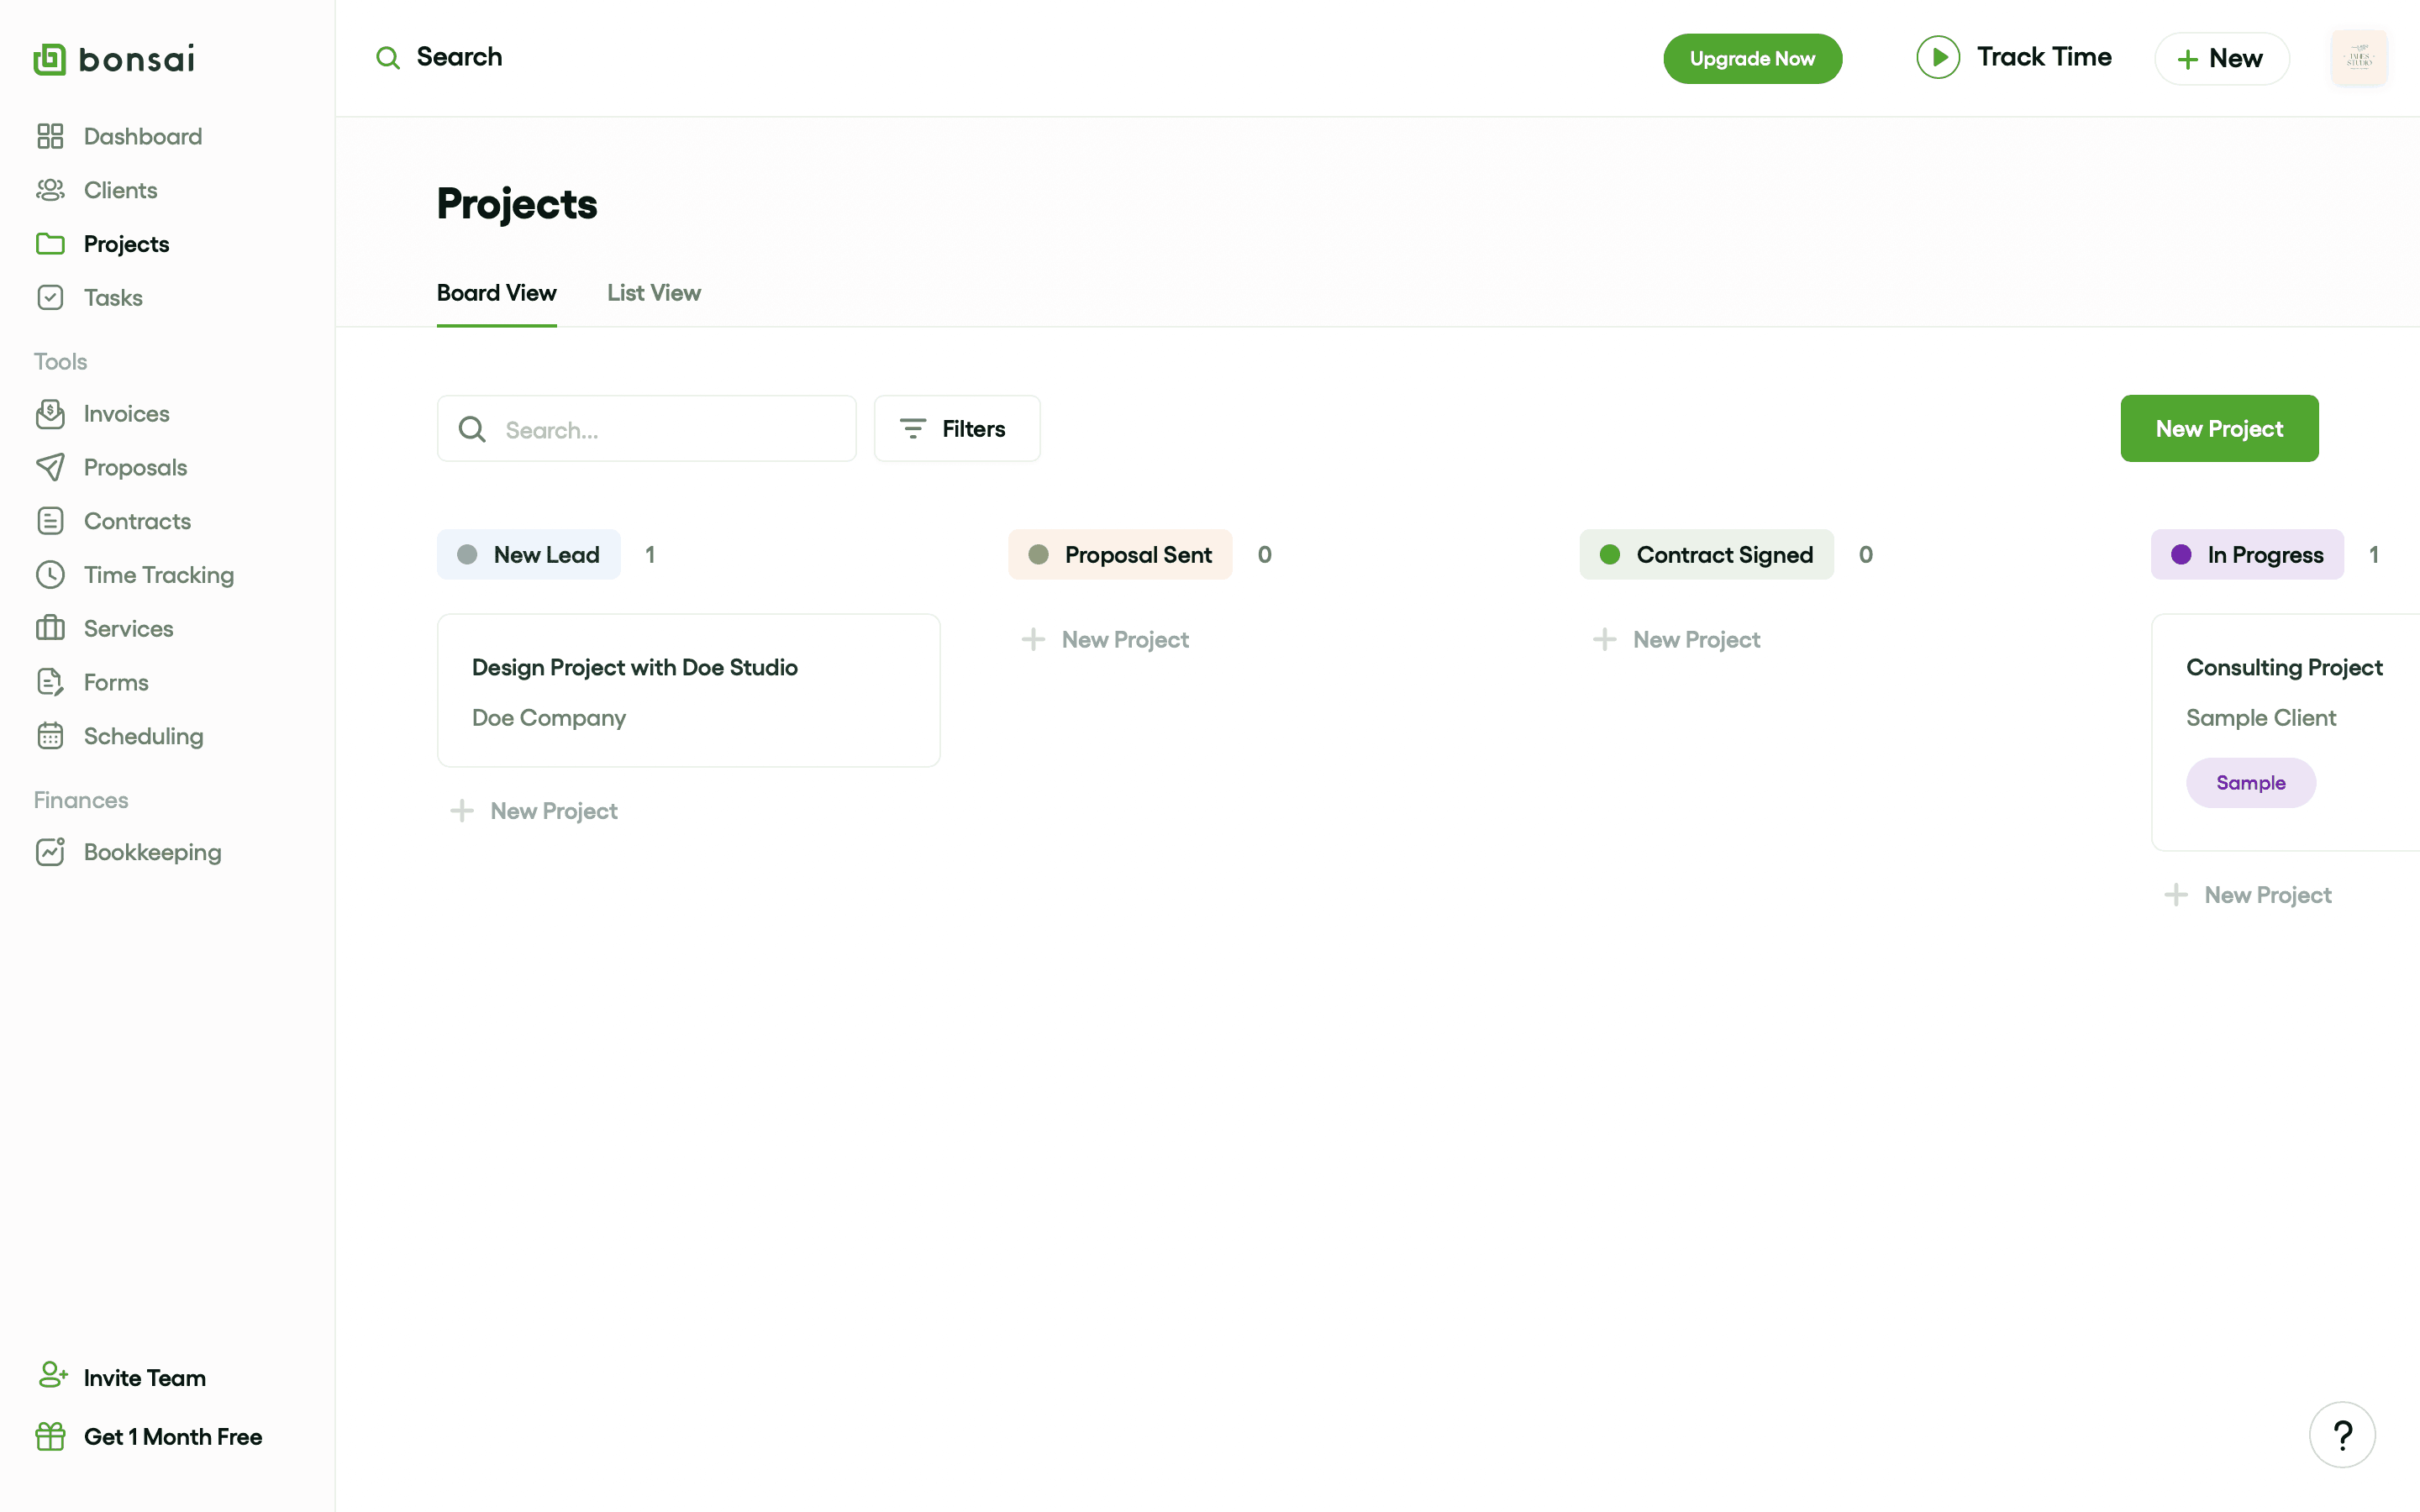 bonsai
Dashboard
Clients
Projects
Tasks
Tools
Invoices
Proposals
Contracts
Time Tracking
Services
Forms
Scheduling
Finances
Bookkeeping
Invite Team
Get 1 Month Free
Search
Upgrade Now
Track Time
New
Projects
Board View
List View
Search...
Filters
New Project
New Lead 1
Design Project with Doe Studio
Doe Company
New Project
Proposal Sent 0
New Project
Contract Signed 0
New Project
In Progress 1
Consulting Project
Sample Client
Sample
New Project
?